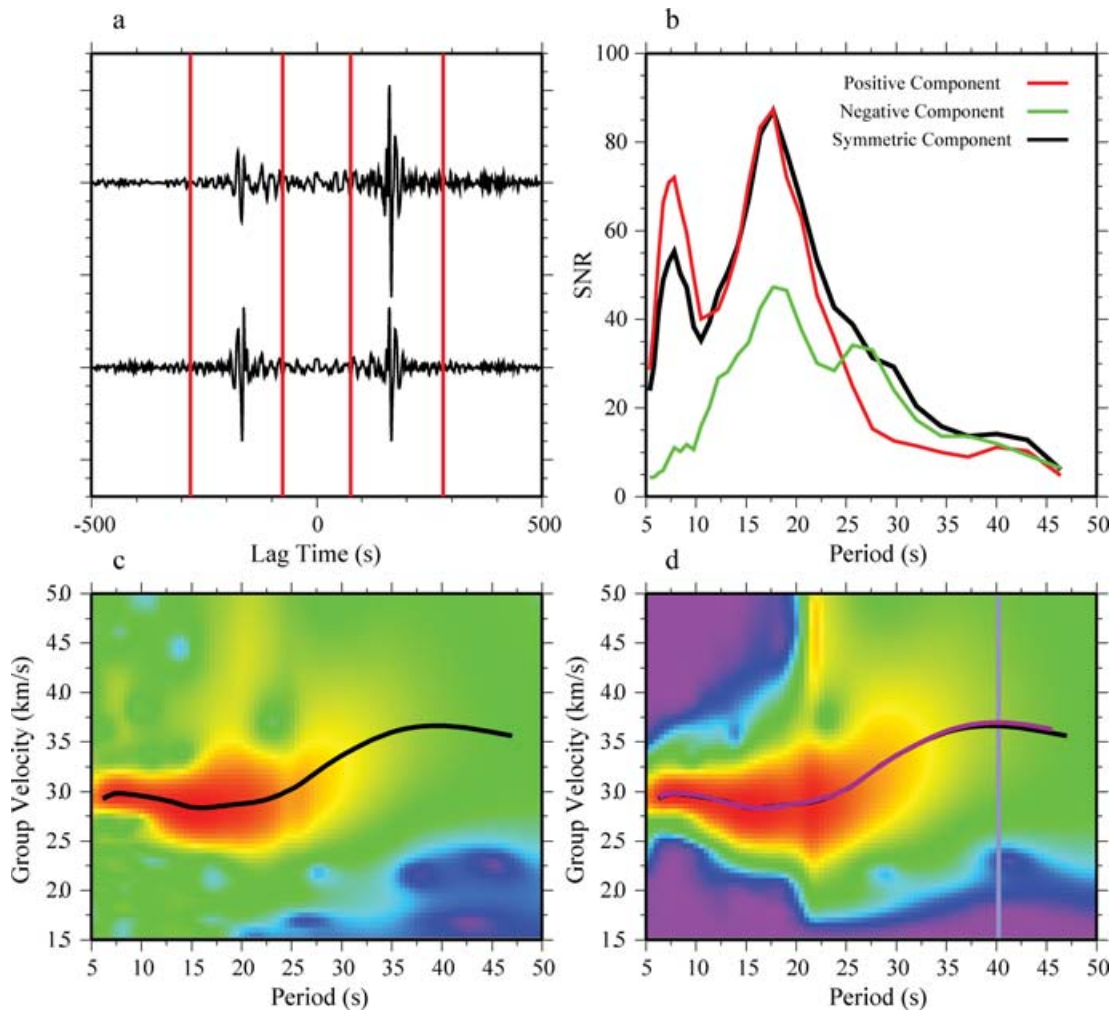 a
-500 0 500
Lag Time (s)
b
100
80
60
40
20
0
SNR
Positive Component
Negative Component
Symmetric Component
5 10 15 20 25 30 35 40 45 50
Period (s)
c
5.0
4.5
4.0
3.5
3.0
2.5
2.0
1.5
Group Velocity (km/s)
5 10 15 20 25 30 35 40 45 50
Period (s)
d
5.0
4.5
4.0
3.5
3.0
2.5
2.0
1.5
Group Velocity (km/s)
5 10 15 20 25 30 35 40 45 50
Period (s)